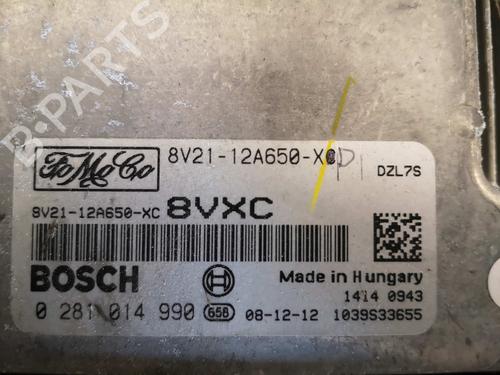 B-PARTS
FoMoCo
8V21-12A650-XC
DZL7S
8V21-12A650-XC 8VXC
BOSCH
Made in Hungary
1414 0943
0 281 014 990 658 08-12-12 1039S33655